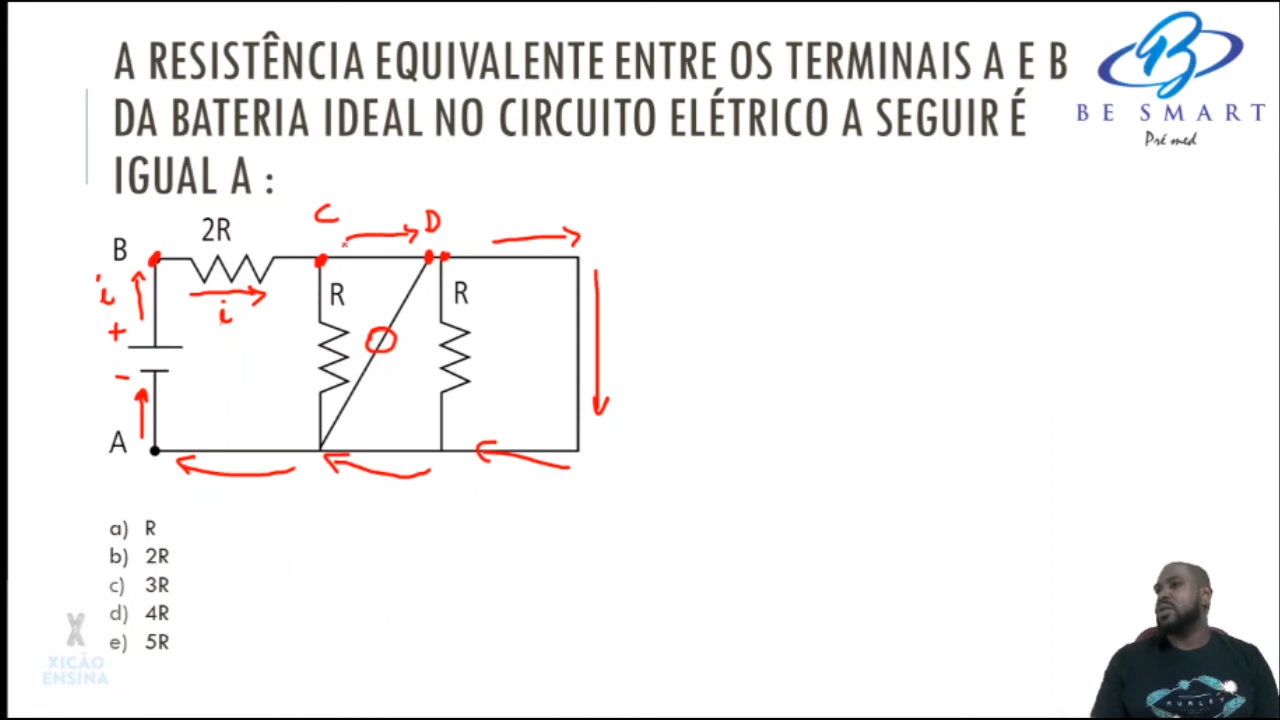 A RESISTÊNCIA EQUIVALENTE ENTRE OS TERMINAIS A E B
DA BATERIA IDEAL NO CIRCUITO ELÉTRICO A SEGUIR É
IGUAL A :
B
BE SMART
Pré med
C
D
2R
B
R
R
i
i
+
-
A
a) R
b) 2R
c) 3R
d) 4R
e) 5R
X
XICÃO
ENSINA
HURLEY